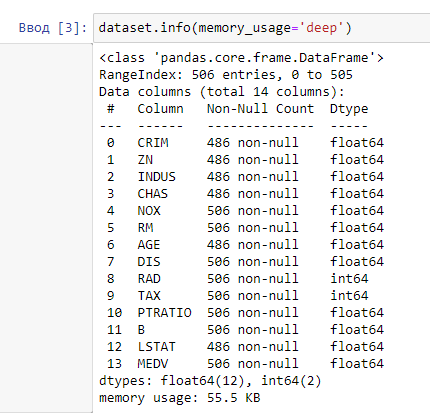 Ввод [3]: dataset.info(memory_usage='deep')
<class 'pandas.core.frame.DataFrame'>
RangeIndex: 506 entries, 0 to 505
Data columns (total 14 columns):
 #   Column   Non-Null Count  Dtype
---  ------   --------------  -----
 0   CRIM     486 non-null    float64
 1   ZN       486 non-null    float64
 2   INDUS    486 non-null    float64
 3   CHAS     486 non-null    float64
 4   NOX      506 non-null    float64
 5   RM       506 non-null    float64
 6   AGE      486 non-null    float64
 7   DIS      506 non-null    float64
 8   RAD      506 non-null    int64
 9   TAX      506 non-null    int64
 10  PTRATIO  506 non-null    float64
 11  B        506 non-null    float64
 12  LSTAT    486 non-null    float64
 13  MEDV     506 non-null    float64
dtypes: float64(12), int64(2)
memory usage: 55.5 KB